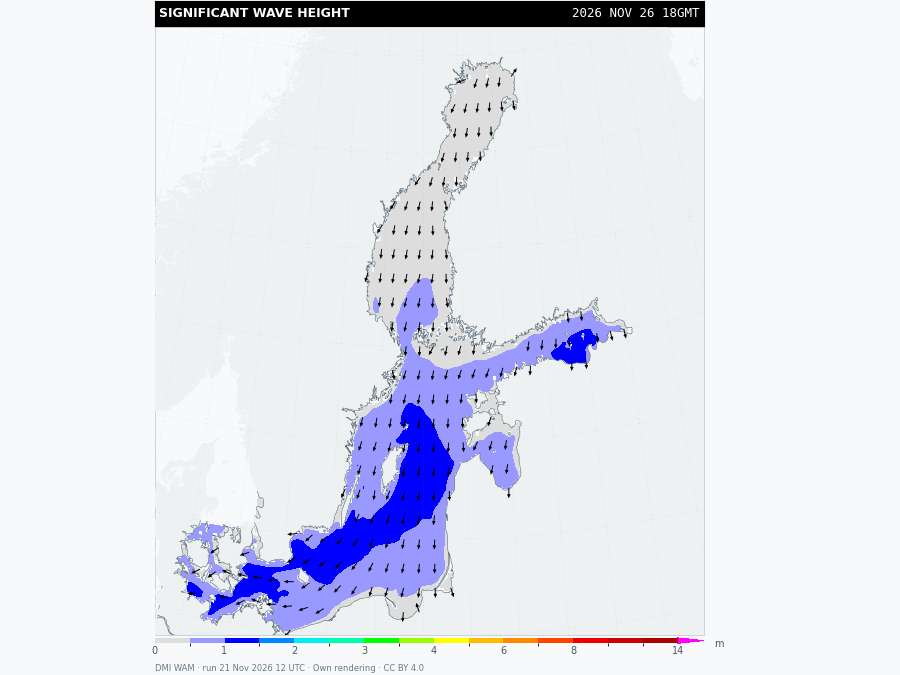 SIGNIFICANT WAVE HEIGHT 2026 NOV 26 18GMT
0 1 2 3 4 6 8 14 m
DMI WAM · run 21 Nov 2026 12 UTC · Own rendering · CC BY 4.0